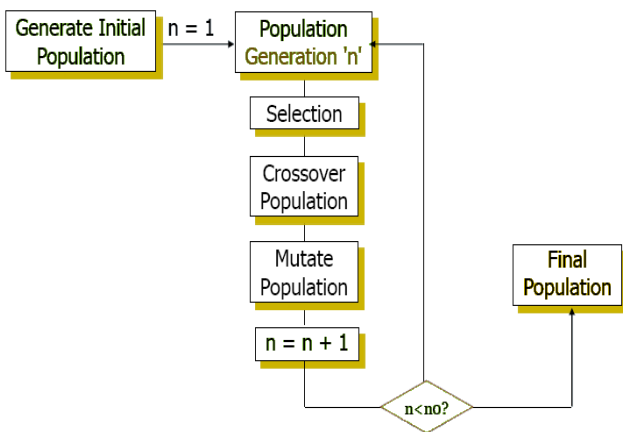 Generate Initial
Population
n = 1
Population
Generation 'n'
Selection
Crossover
Population
Mutate
Population
n = n + 1
n<no?
Final
Population